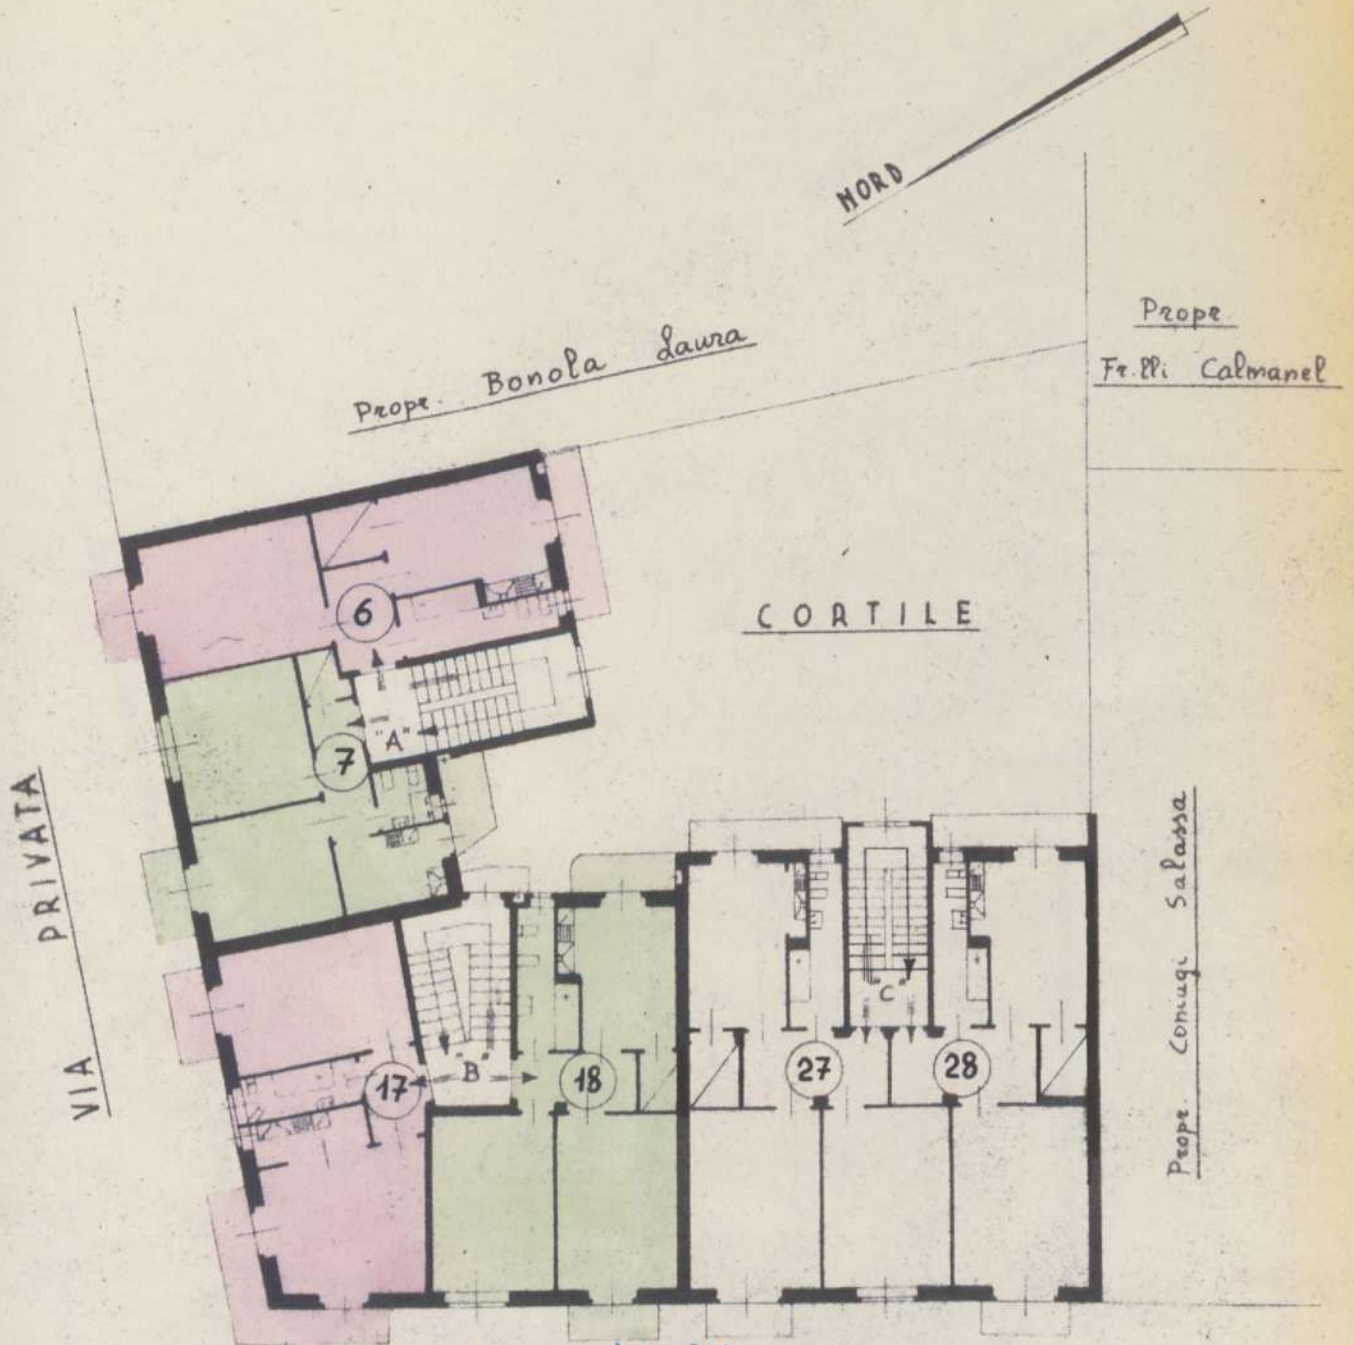 NORD
Propr.
Fr.lli Calmanel
Propr. Bonola Laura
CORTILE
6
"A"
7
VIA PRIVATA
Propr. Coniugi Salassa
"C"
17
"B"
18
27
28